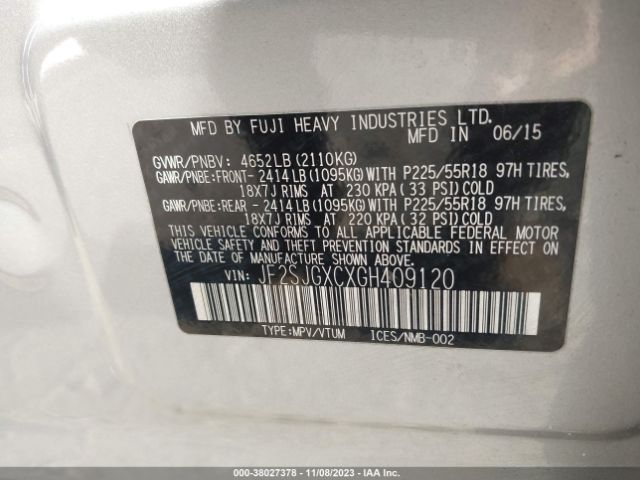 MFD BY FUJI HEAVY INDUSTRIES LTD.
MFD IN 06/15
GVWR/PNBV: 4652LB(2110KG)
GAWR/PNBE:FRONT- 2414LB(1095KG)WITH P225/55R18 97H TIRES,
18X7J RIMS AT 230 KPA( 33 PSI)COLD
GAWR/PNBE:REAR - 2414LB(1095KG)WITH P225/55R18 97H TIRES,
18X7J RIMS AT 220 KPA( 32 PSI)COLD
THIS VEHICLE CONFORMS TO ALL APPLICABLE FEDERAL MOTOR
VEHICLE SAFETY AND THEFT PREVENTION STANDARDS IN EFFECT ON
THE DATE OF MANUFACTURE SHOWN ABOVE.
VIN: JF2SJGXCXGH409120
TYPE:MPV/VTUM ICES/NMB-002
000-38027378 - 11/08/2023 - IAA Inc.